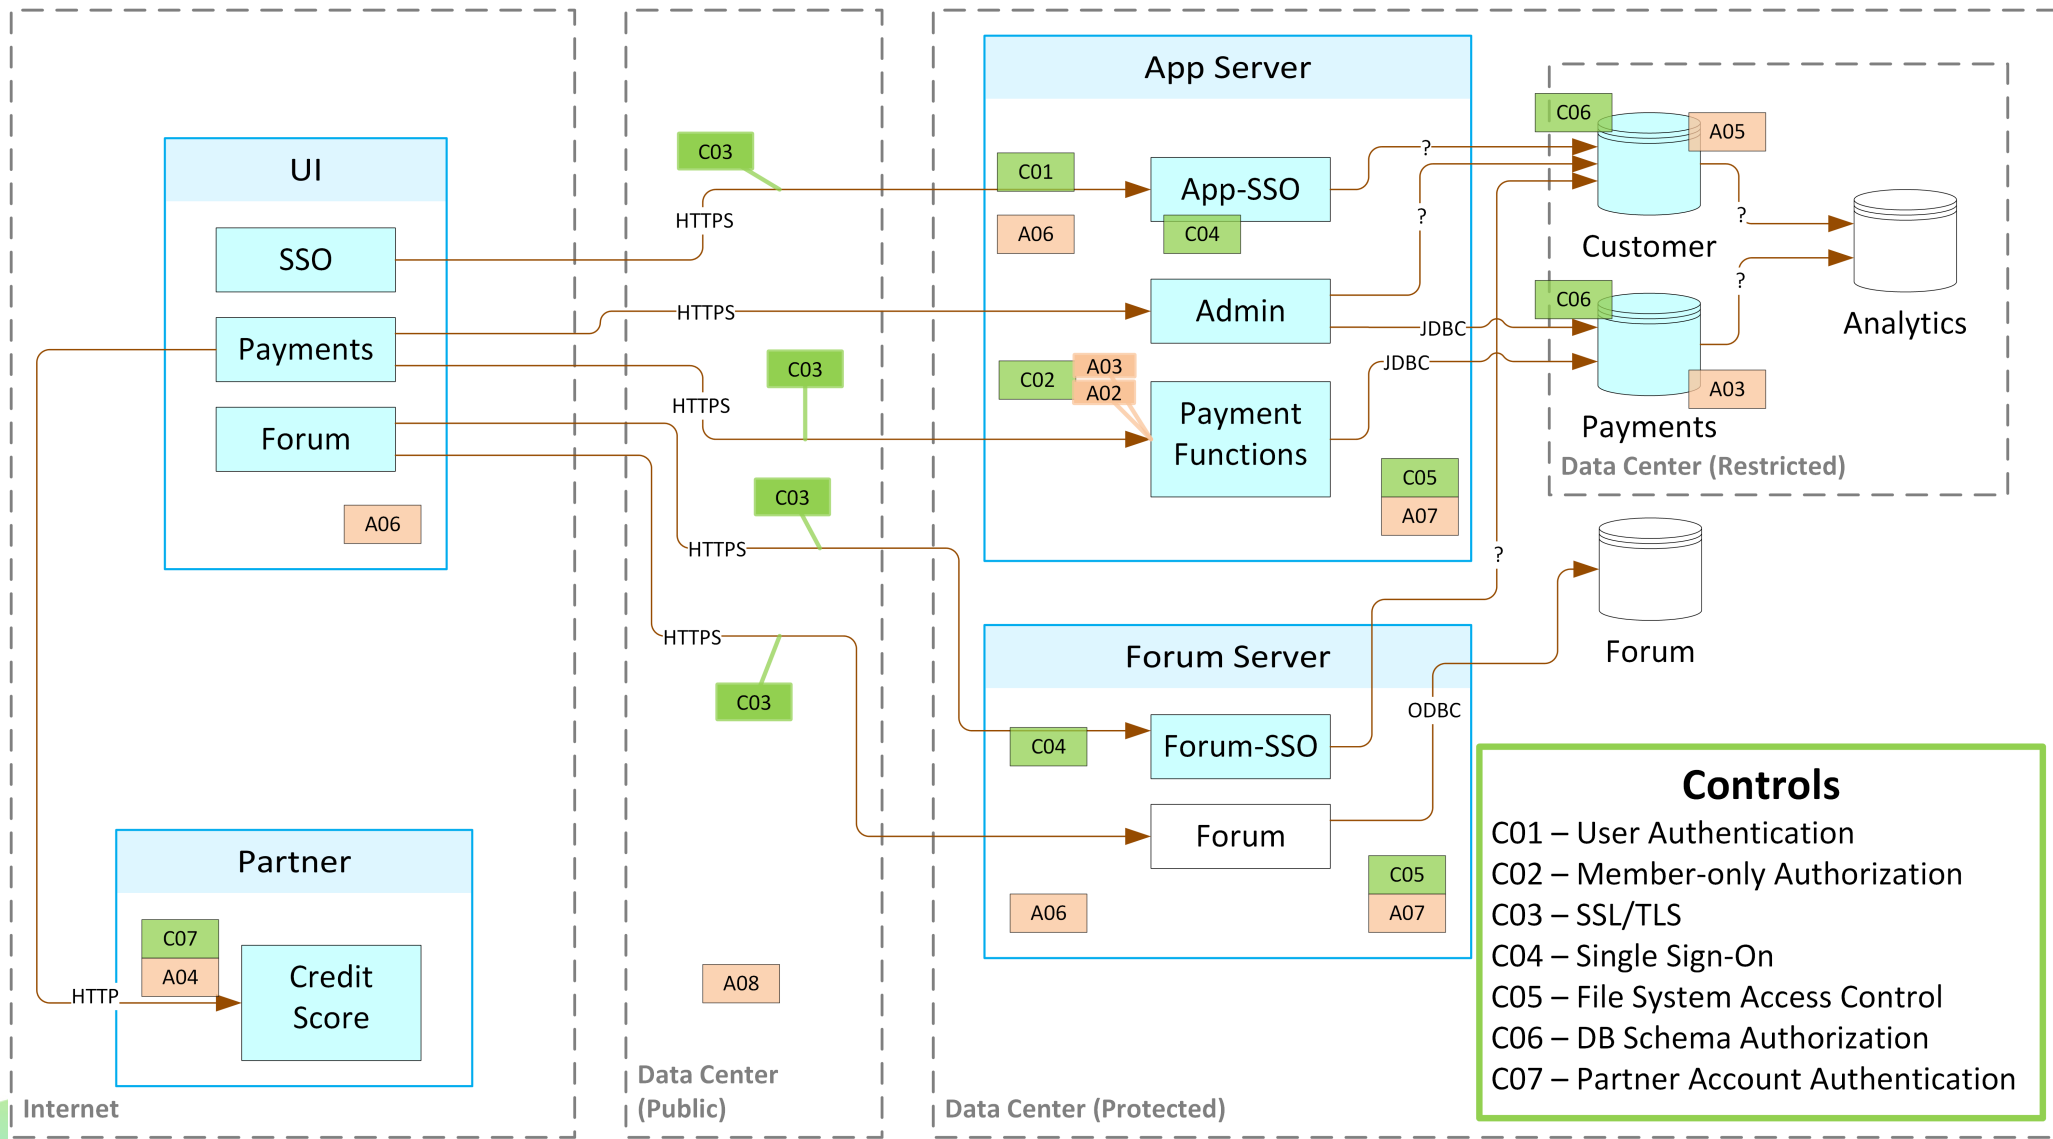 UI
SSO
Payments
Forum
A06
Partner
C07
A04
Credit
Score
HTTP
Internet
C03
HTTPS
HTTPS
C03
HTTPS
C03
HTTPS
HTTPS
C03
A08
Data Center
(Public)
App Server
C01
App-SSO
A06
C04
Admin
C02
A03
A02
Payment
Functions
C05
A07
?
?
JDBC
JDBC
?
Forum Server
C04
Forum-SSO
Forum
A06
C05
A07
ODBC
Data Center (Protected)
C06
A05
Customer
?
C06
?
A03
Payments
Analytics
Data Center (Restricted)
Forum
Controls
C01 – User Authentication
C02 – Member-only Authorization
C03 – SSL/TLS
C04 – Single Sign-On
C05 – File System Access Control
C06 – DB Schema Authorization
C07 – Partner Account Authentication